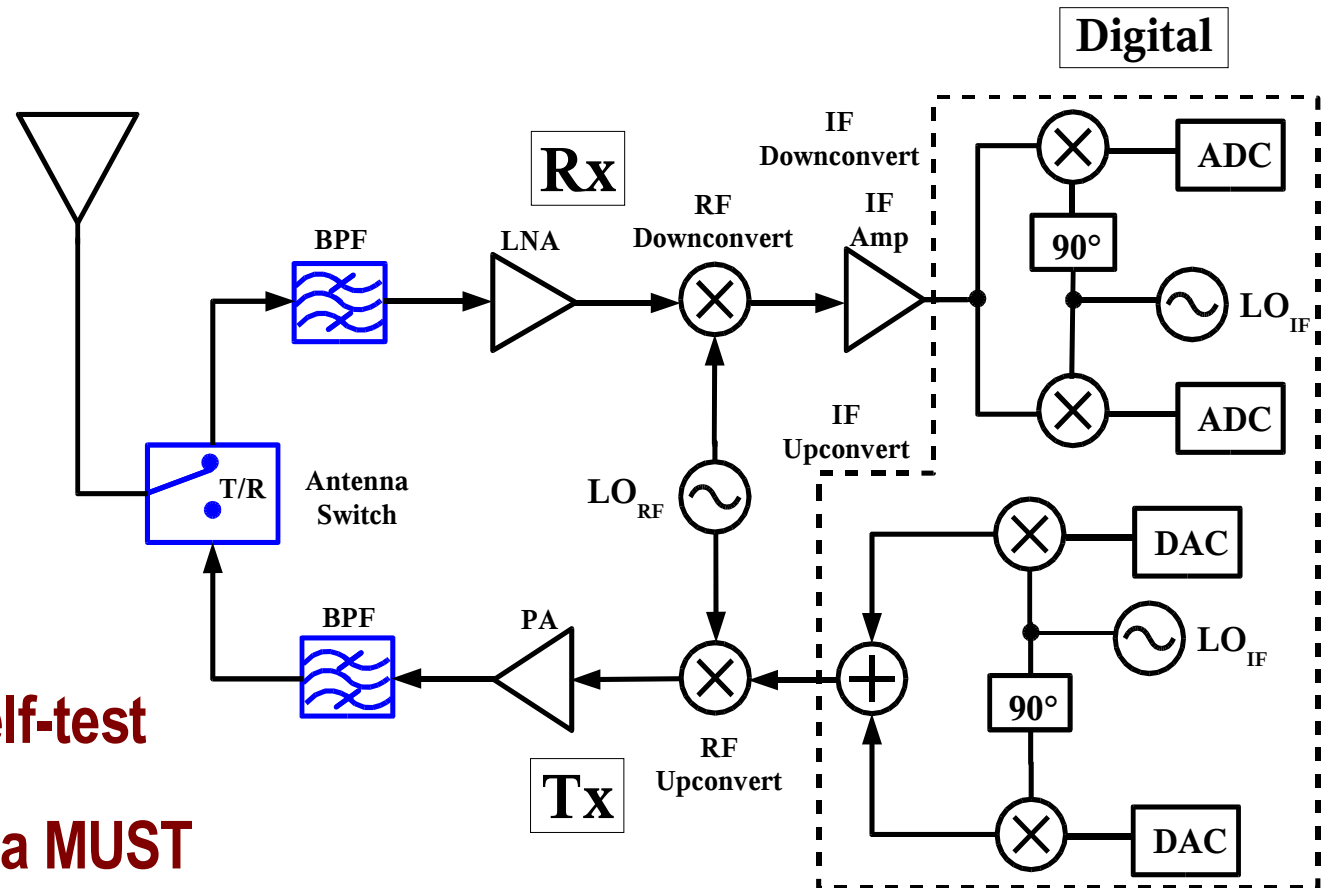 Digital
Rx
IF
Downconvert
ADC
BPF
LNA
RF
Downconvert
IF
Amp
90°
LO_IF
ADC
T/R
Antenna
Switch
LO_RF
IF
Upconvert
DAC
BPF
PA
LO_IF
90°
RF
Upconvert
Tx
DAC
elf-test
a MUST